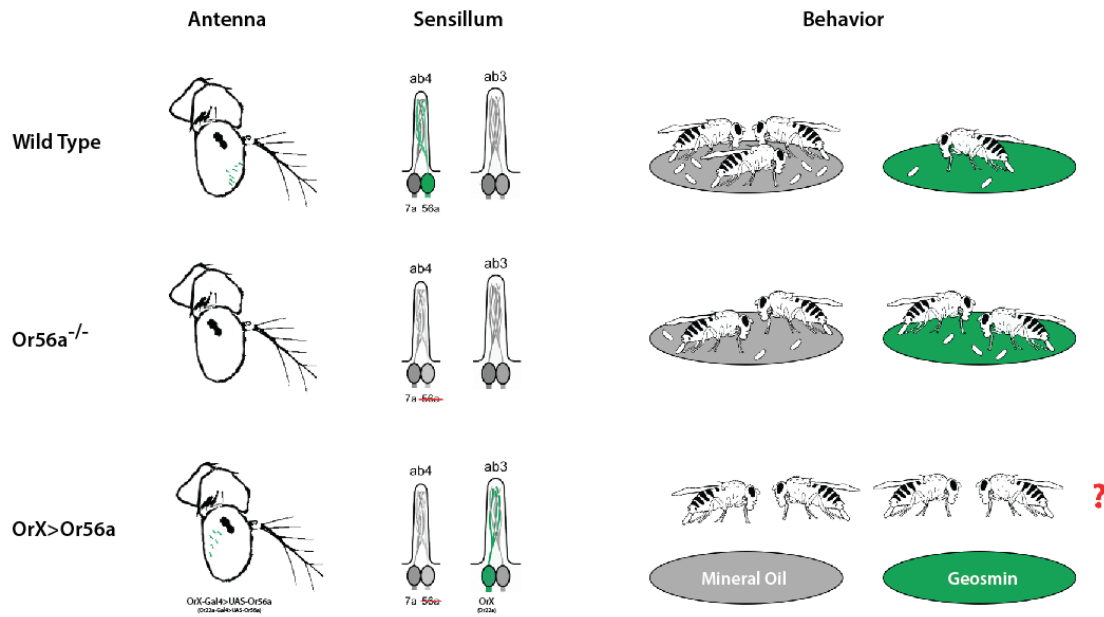 Antenna Sensillum Behavior
Wild Type
ab4 ab3
7a 56a
Or56a-/-
ab4 ab3
7a 56a
OrX>Or56a
ab4 ab3
?
Mineral Oil Geosmin
7a 56a OrX
(Or22a)
OrX-Gal4>UAS-Or56a
(Or22a-Gal4>UAS-Or56a)